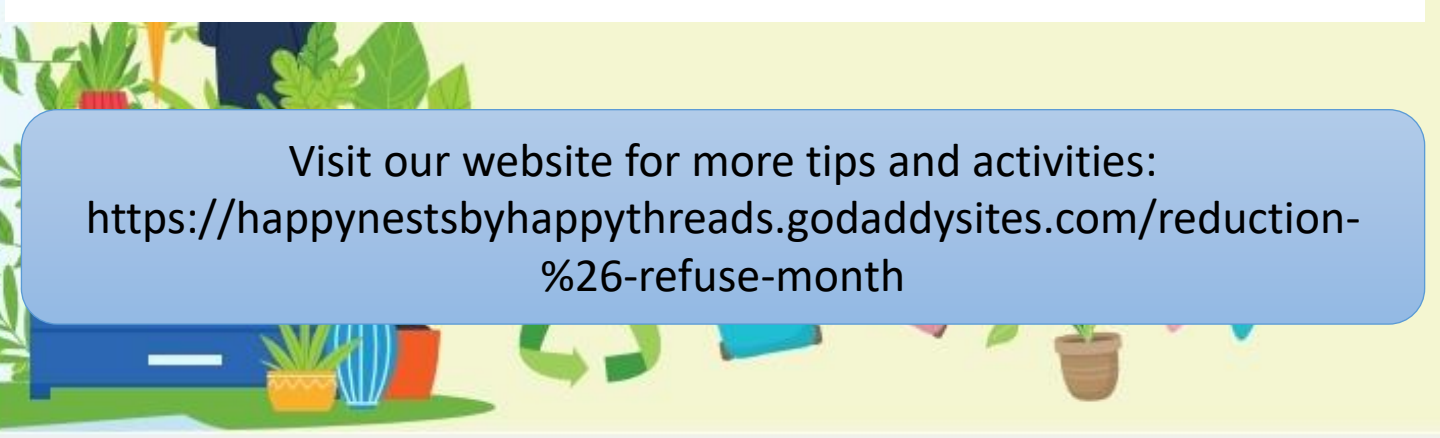 Visit our website for more tips and activities:
https://happynestsbyhappythreads.godaddysites.com/reduction-
%26-refuse-month